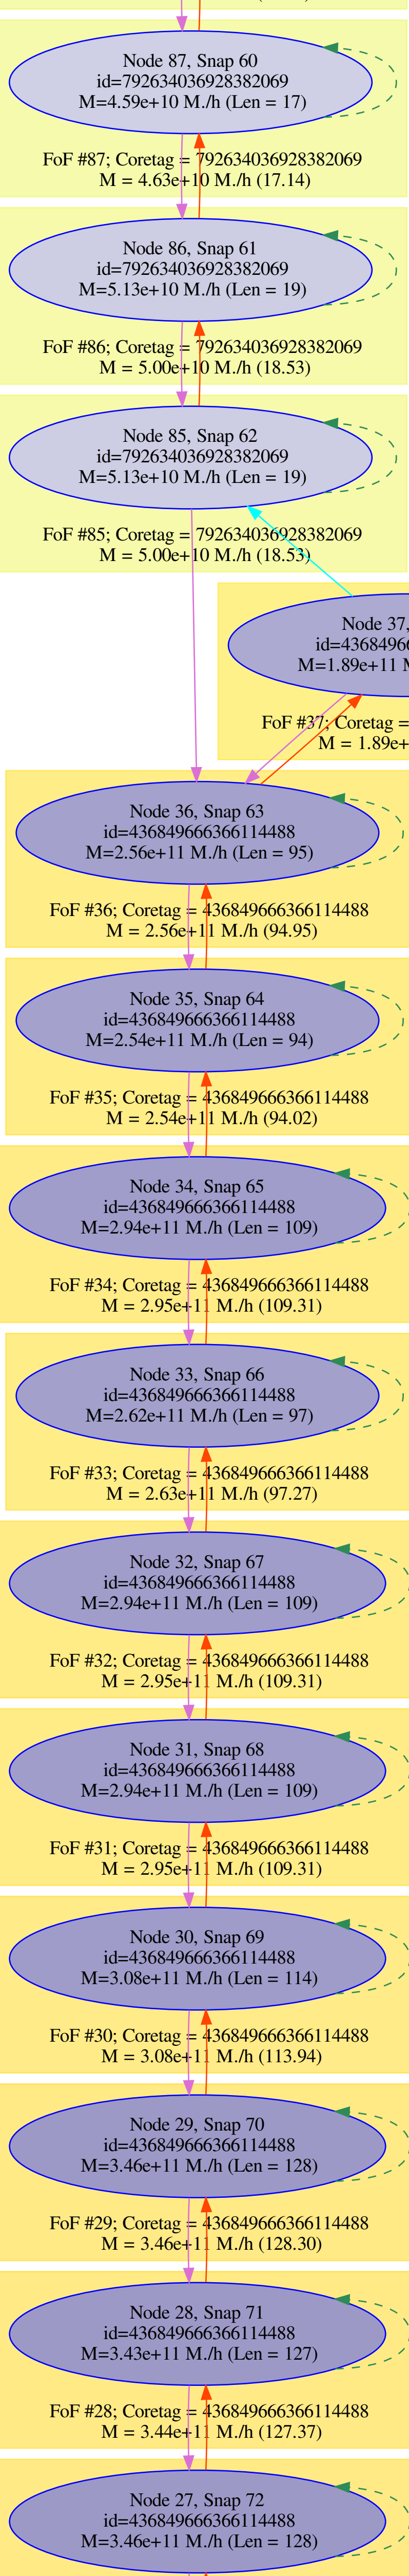 Node 87, Snap 60
id=792634036928382069
M=4.59e+10 M./h (Len = 17)
FoF #87; Coretag = 792634036928382069
M = 4.63e+10 M./h (17.14)
Node 86, Snap 61
id=792634036928382069
M=5.13e+10 M./h (Len = 19)
FoF #86; Coretag = 792634036928382069
M = 5.00e+10 M./h (18.53)
Node 85, Snap 62
id=792634036928382069
M=5.13e+10 M./h (Len = 19)
FoF #85; Coretag = 792634036928382069
M = 5.00e+10 M./h (18.53)
Node 37,
id=4368496
M=1.89e+11 M
FoF #37; Coretag =
M = 1.89e+
Node 36, Snap 63
id=436849666366114488
M=2.56e+11 M./h (Len = 95)
FoF #36; Coretag = 436849666366114488
M = 2.56e+11 M./h (94.95)
Node 35, Snap 64
id=436849666366114488
M=2.54e+11 M./h (Len = 94)
FoF #35; Coretag = 436849666366114488
M = 2.54e+11 M./h (94.02)
Node 34, Snap 65
id=436849666366114488
M=2.94e+11 M./h (Len = 109)
FoF #34; Coretag = 436849666366114488
M = 2.95e+11 M./h (109.31)
Node 33, Snap 66
id=436849666366114488
M=2.62e+11 M./h (Len = 97)
FoF #33; Coretag = 436849666366114488
M = 2.63e+11 M./h (97.27)
Node 32, Snap 67
id=436849666366114488
M=2.94e+11 M./h (Len = 109)
FoF #32; Coretag = 436849666366114488
M = 2.95e+11 M./h (109.31)
Node 31, Snap 68
id=436849666366114488
M=2.94e+11 M./h (Len = 109)
FoF #31; Coretag = 436849666366114488
M = 2.95e+11 M./h (109.31)
Node 30, Snap 69
id=436849666366114488
M=3.08e+11 M./h (Len = 114)
FoF #30; Coretag = 436849666366114488
M = 3.08e+11 M./h (113.94)
Node 29, Snap 70
id=436849666366114488
M=3.46e+11 M./h (Len = 128)
FoF #29; Coretag = 436849666366114488
M = 3.46e+11 M./h (128.30)
Node 28, Snap 71
id=436849666366114488
M=3.43e+11 M./h (Len = 127)
FoF #28; Coretag = 436849666366114488
M = 3.44e+11 M./h (127.37)
Node 27, Snap 72
id=436849666366114488
M=3.46e+11 M./h (Len = 128)